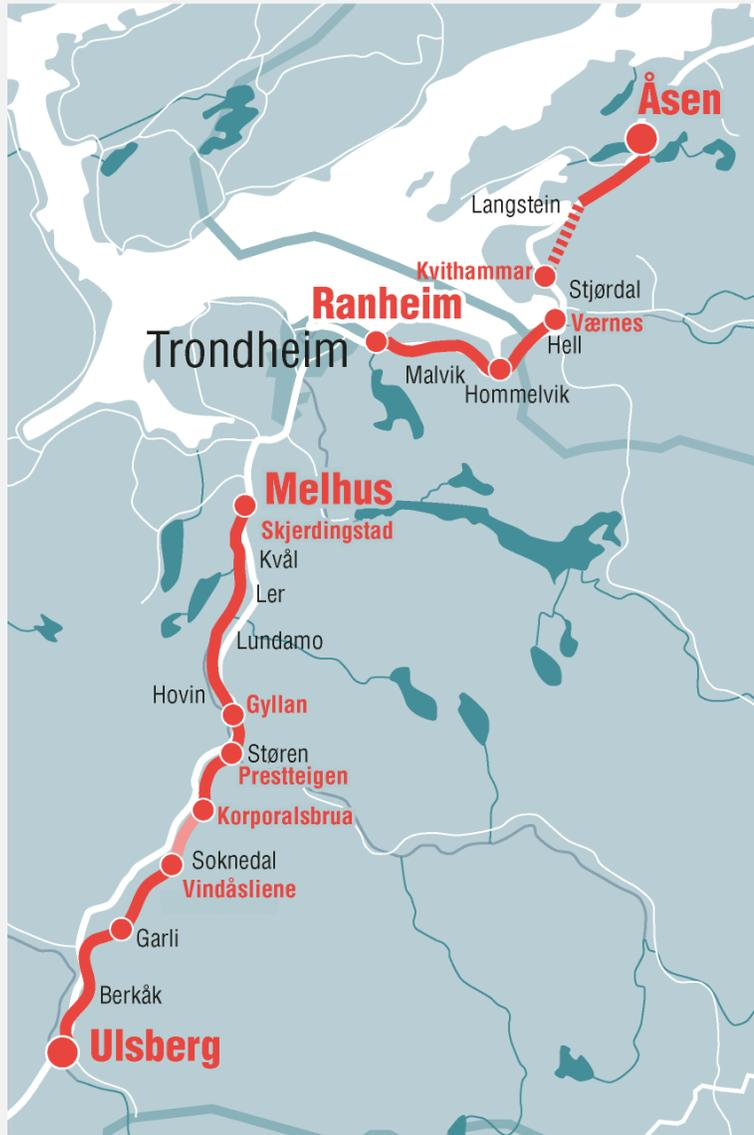 Åsen
Langstein
Kvithammar
Stjørdal
Ranheim
Værnes
Trondheim
Hell
Malvik
Hommelvik
Melhus
Skjerdingstad
Kvål
Ler
Lundamo
Hovin
Gyllan
Støren
Prestteigen
Korporalsbrua
Soknedal
Vindåsliene
Garli
Berkåk
Ulsberg